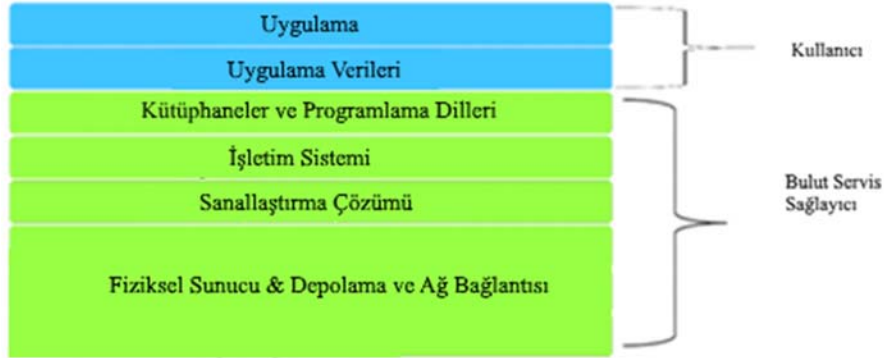 Uygulama
Uygulama Verileri
Kullanıcı
Kütüphaneler ve Programlama Dilleri
İşletim Sistemi
Sanallaştırma Çözümü
Bulut Servis
Sağlayıcı
Fiziksel Sunucu & Depolama ve Ağ Bağlantısı